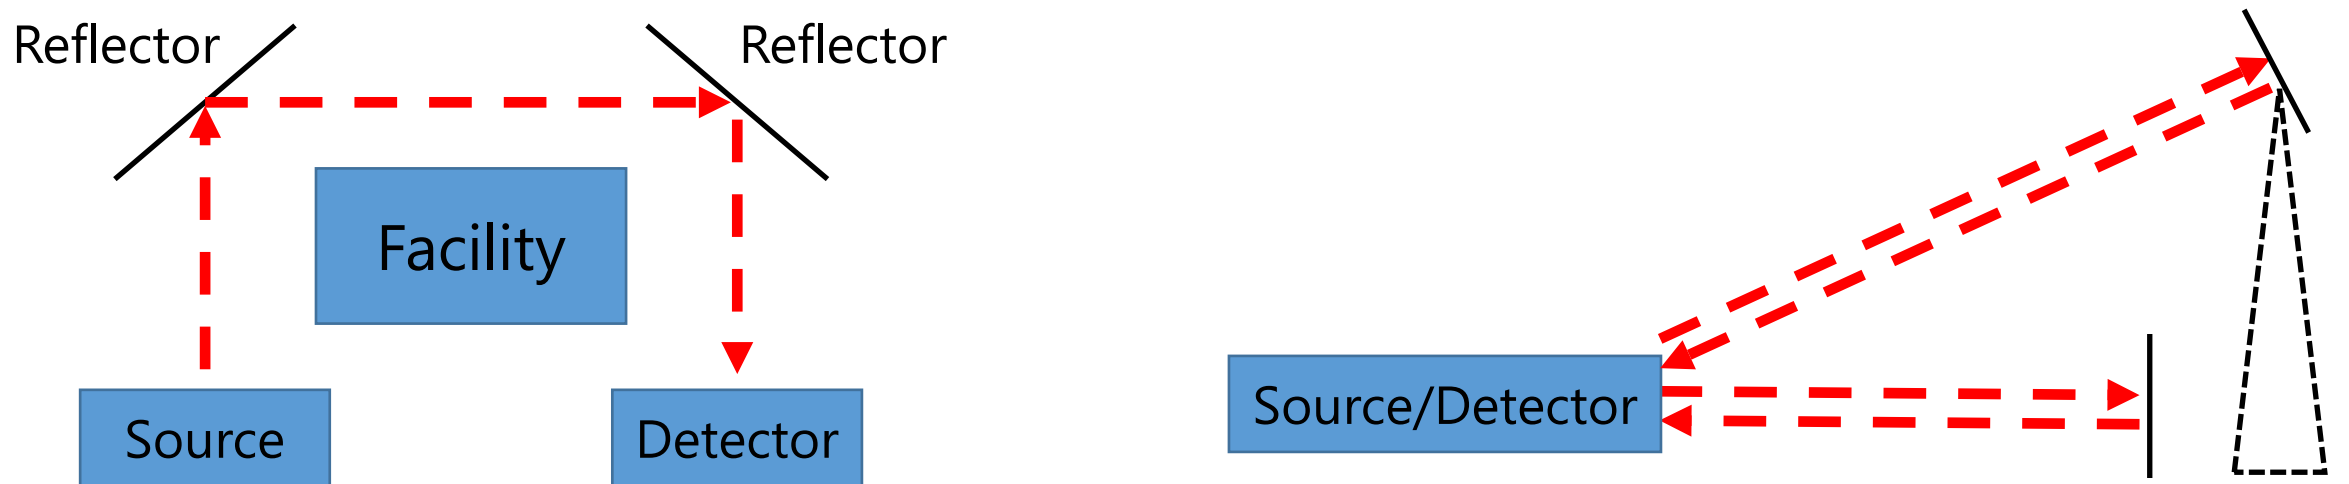 Reflector
Reflector
Facility
Source
Detector
Source/Detector